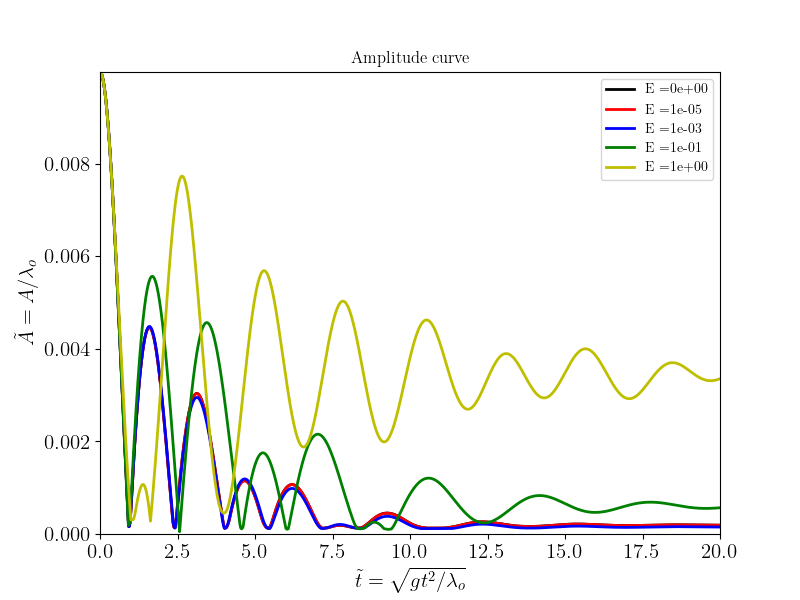 Amplitude curve
E =0e+00
E =1e-05
E =1e-03
E =1e-01
E =1e+00
0.008
0.006
0.004
0.002
0.000
Ã = A/λₒ
0.0 2.5 5.0 7.5 10.0 12.5 15.0 17.5 20.0
t̃ = √gt²/λₒ